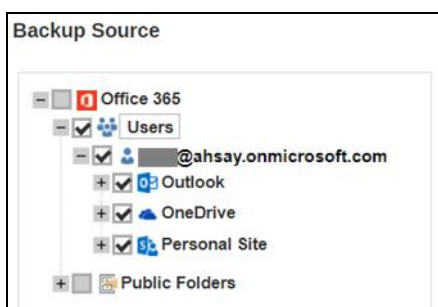 Backup Source
Office 365
Users
@ahsay.onmicrosoft.com
Outlook
OneDrive
Personal Site
Public Folders